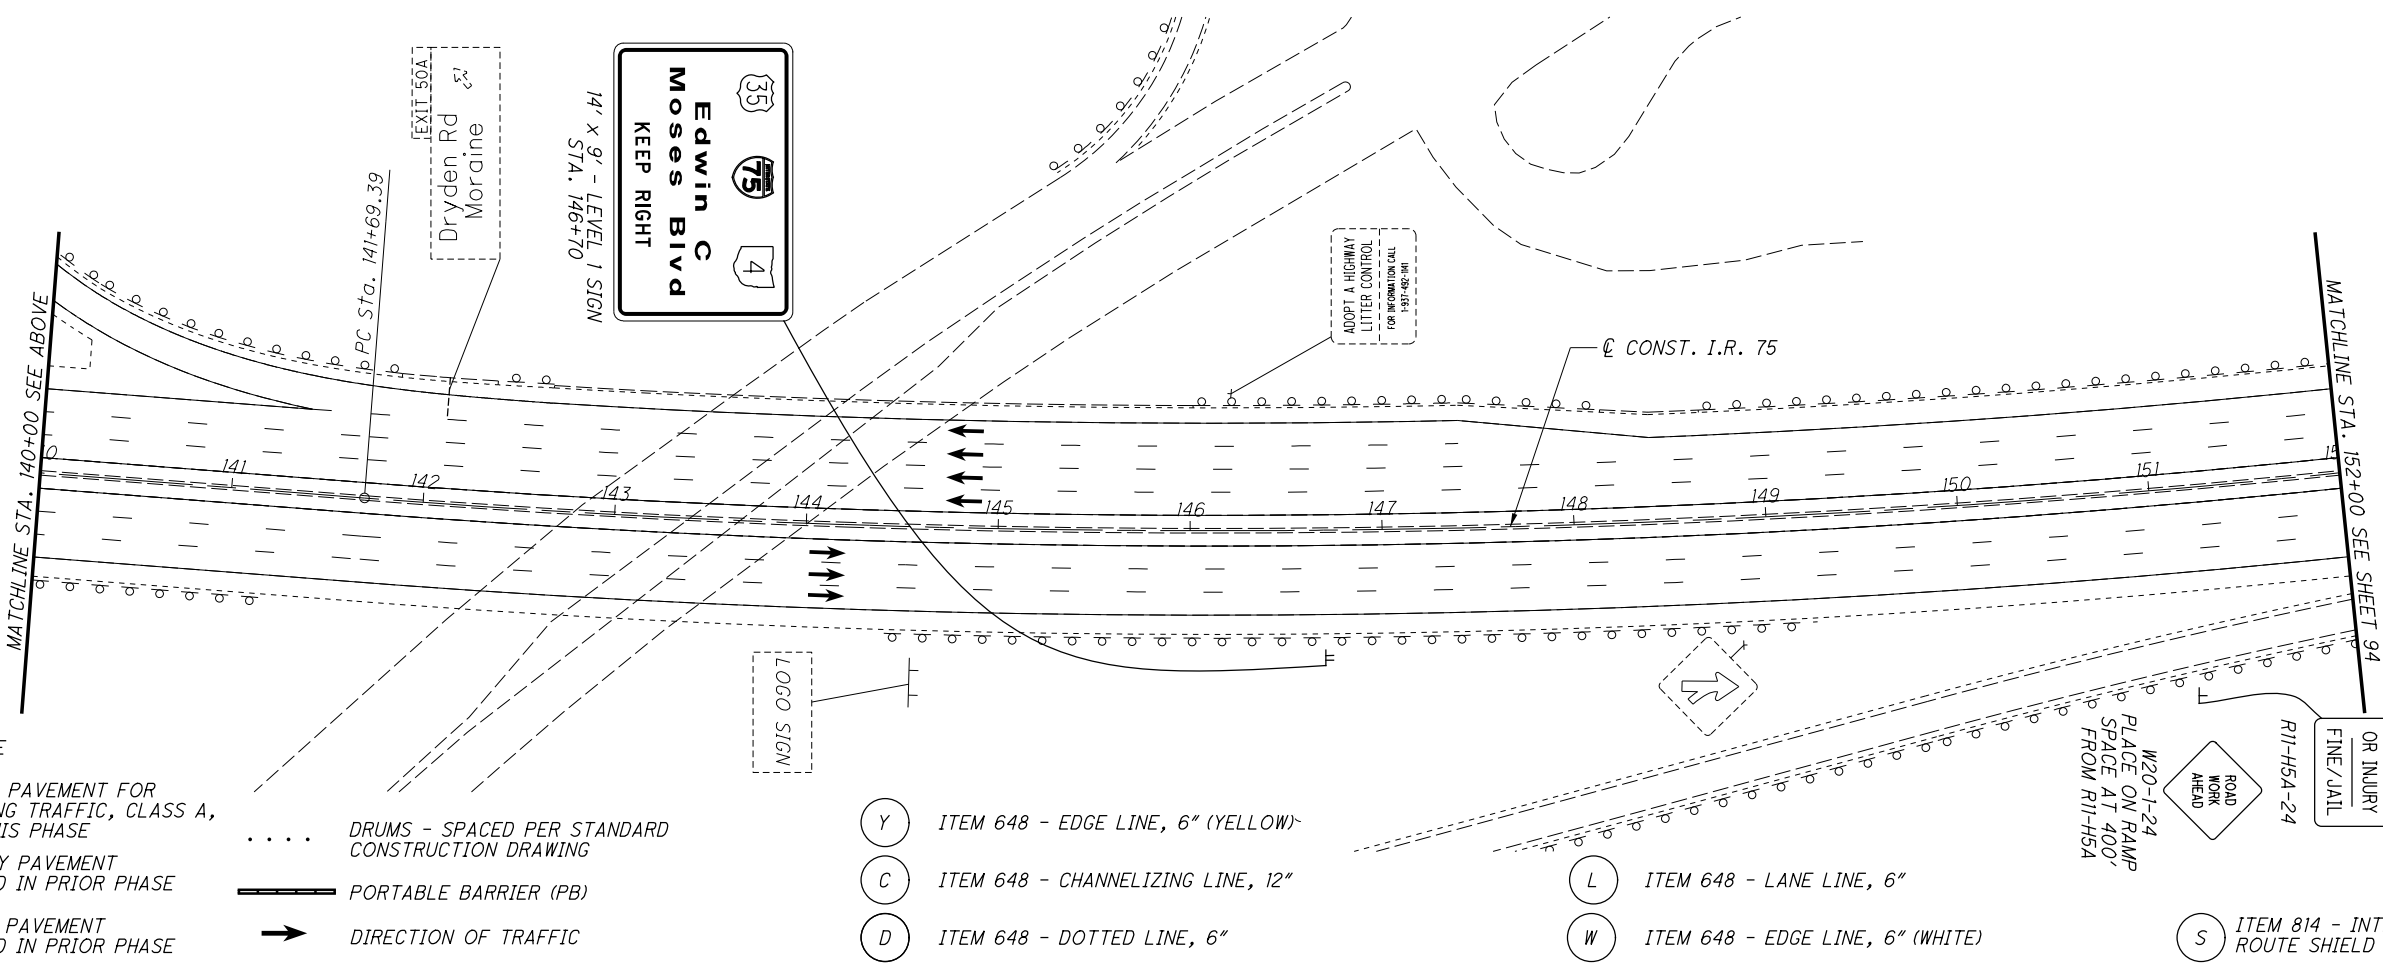 EXIT 50A
Dryden Rd
Moraine
PC Sta. 141+69.39
14' x 9' - LEVEL 1 SIGN
STA. 146+70
35
75
4
Edwin C
Moses Blvd
KEEP RIGHT
ADOPT A HIGHWAY
LITTER CONTROL
FOR INFORMATION CALL
℄ CONST. I.R. 75
MATCHLINE STA. 140+00 SEE ABOVE
MATCHLINE STA. 152+00 SEE SHEET 94
0
141
142
143
144
145
146
147
148
149
150
151
15
LOGO SIGN
OR INJURY
FINE/JAIL
R11-H5A-24
ROAD
WORK
AHEAD
W20-1-24
PLACE ON RAMP
SPACE AT 400'
FROM R11-H5A
E
PAVEMENT FOR
NG TRAFFIC, CLASS A,
IS PHASE
Y PAVEMENT
D IN PRIOR PHASE
PAVEMENT
D IN PRIOR PHASE
DRUMS - SPACED PER STANDARD
CONSTRUCTION DRAWING
PORTABLE BARRIER (PB)
DIRECTION OF TRAFFIC
Y ITEM 648 - EDGE LINE, 6" (YELLOW)
C ITEM 648 - CHANNELIZING LINE, 12"
D ITEM 648 - DOTTED LINE, 6"
L ITEM 648 - LANE LINE, 6"
W ITEM 648 - EDGE LINE, 6" (WHITE)
S ITEM 814 - INT
ROUTE SHIELD